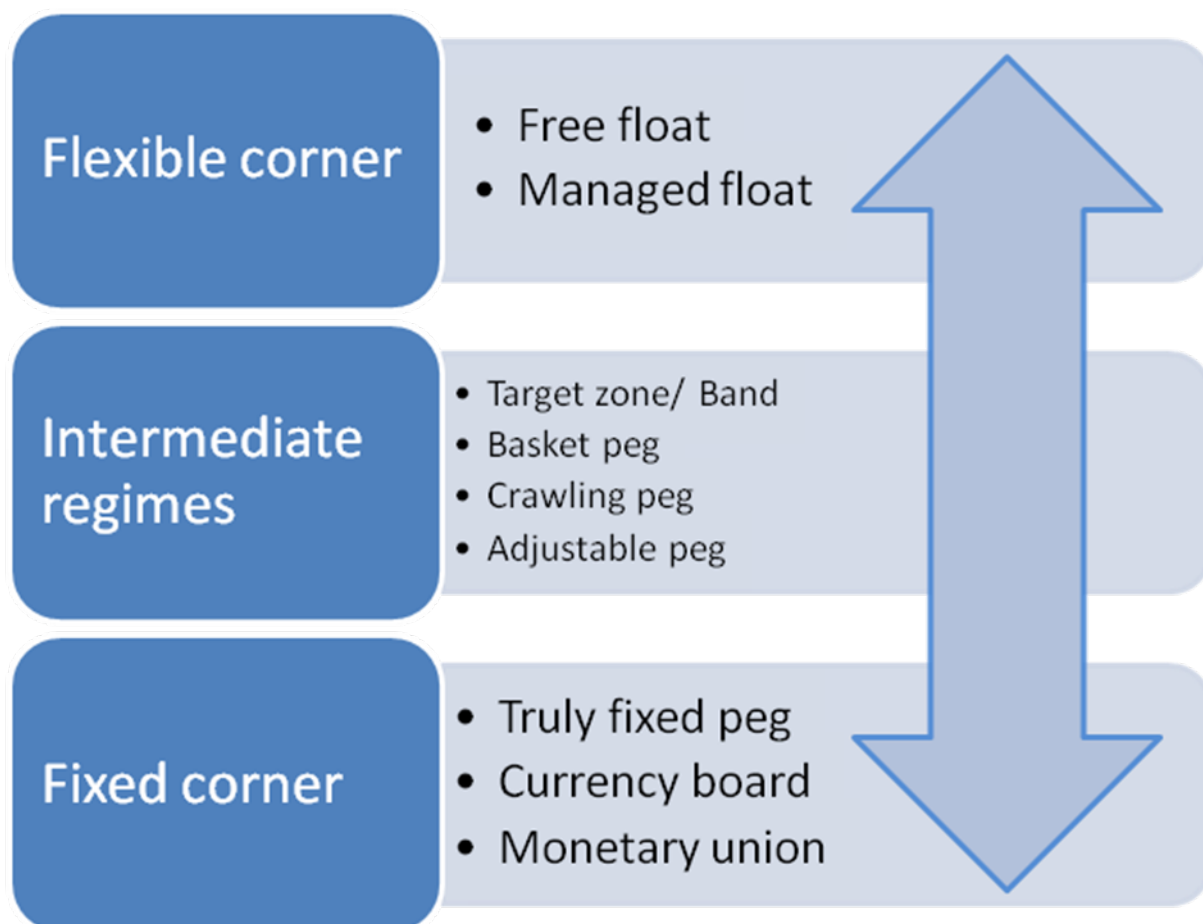 Flexible corner
• Free float
• Managed float
Intermediate
regimes
• Target zone/ Band
• Basket peg
• Crawling peg
• Adjustable peg
Fixed corner
• Truly fixed peg
• Currency board
• Monetary union